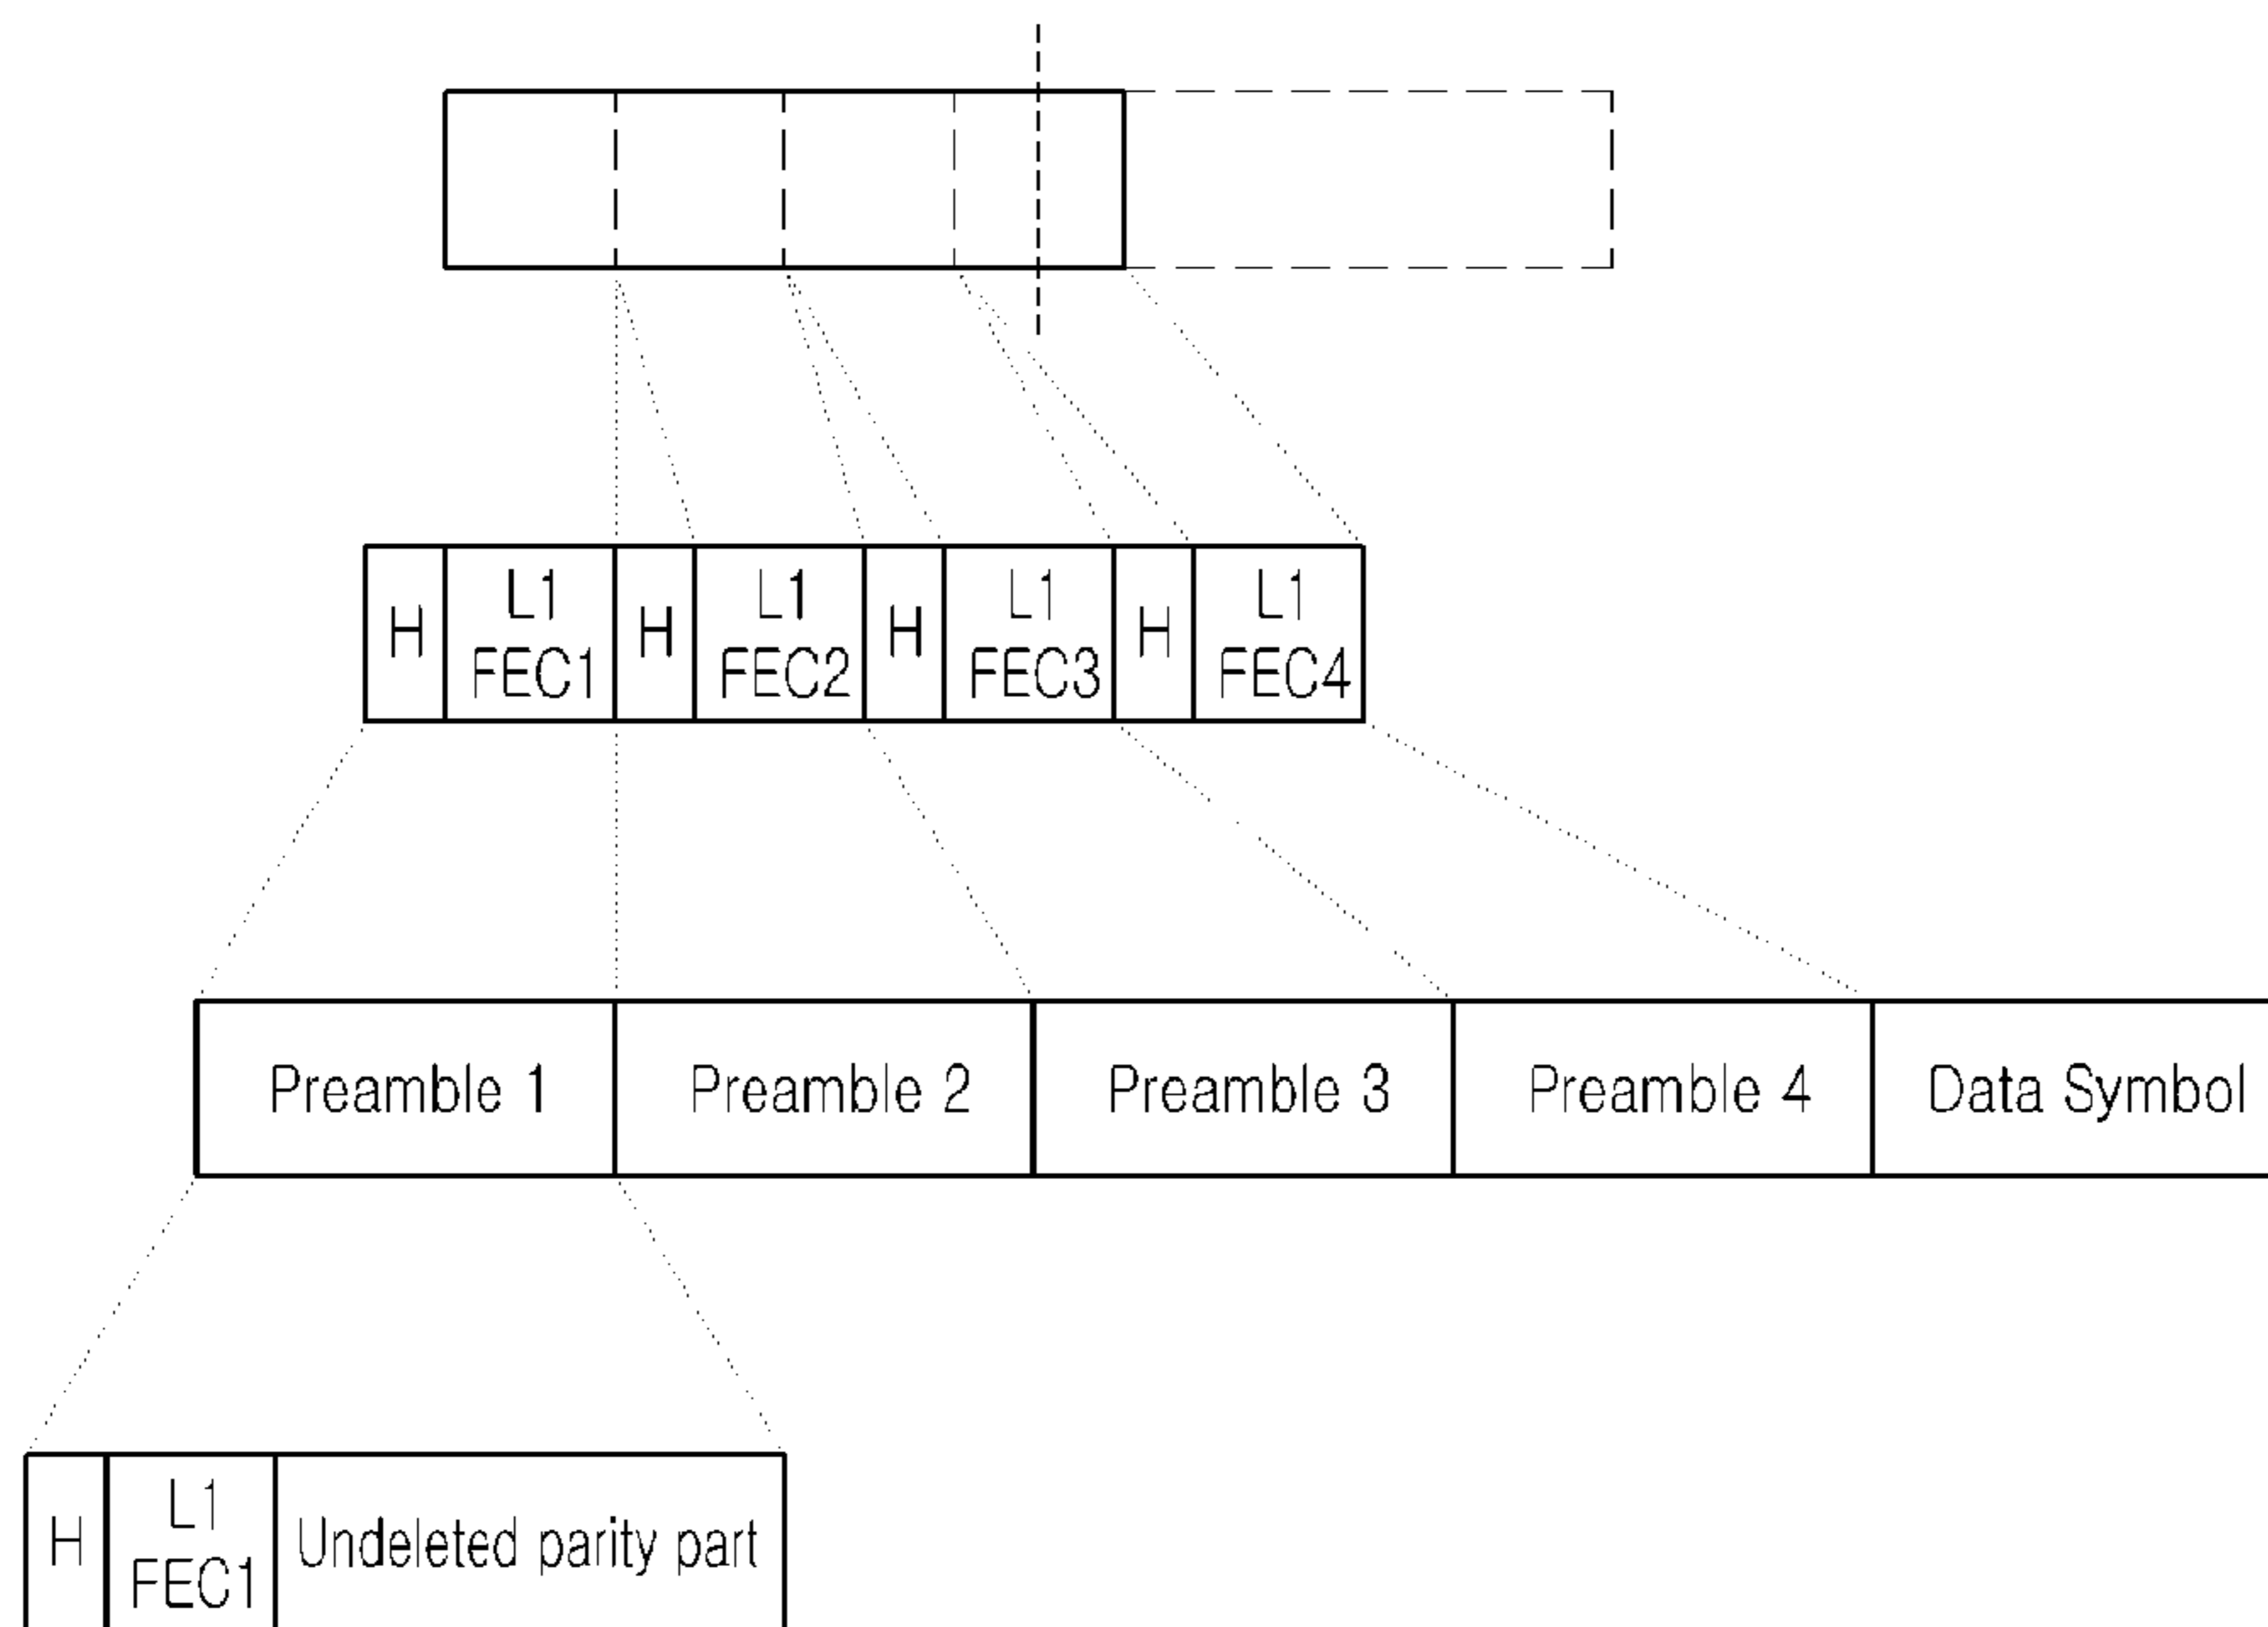 H
L1
FEC1
H
L1
FEC2
H
L1
FEC3
H
L1
FEC4
Preamble 1
Preamble 2
Preamble 3
Preamble 4
Data Symbol
H
L1
FEC1
Undeleted parity part